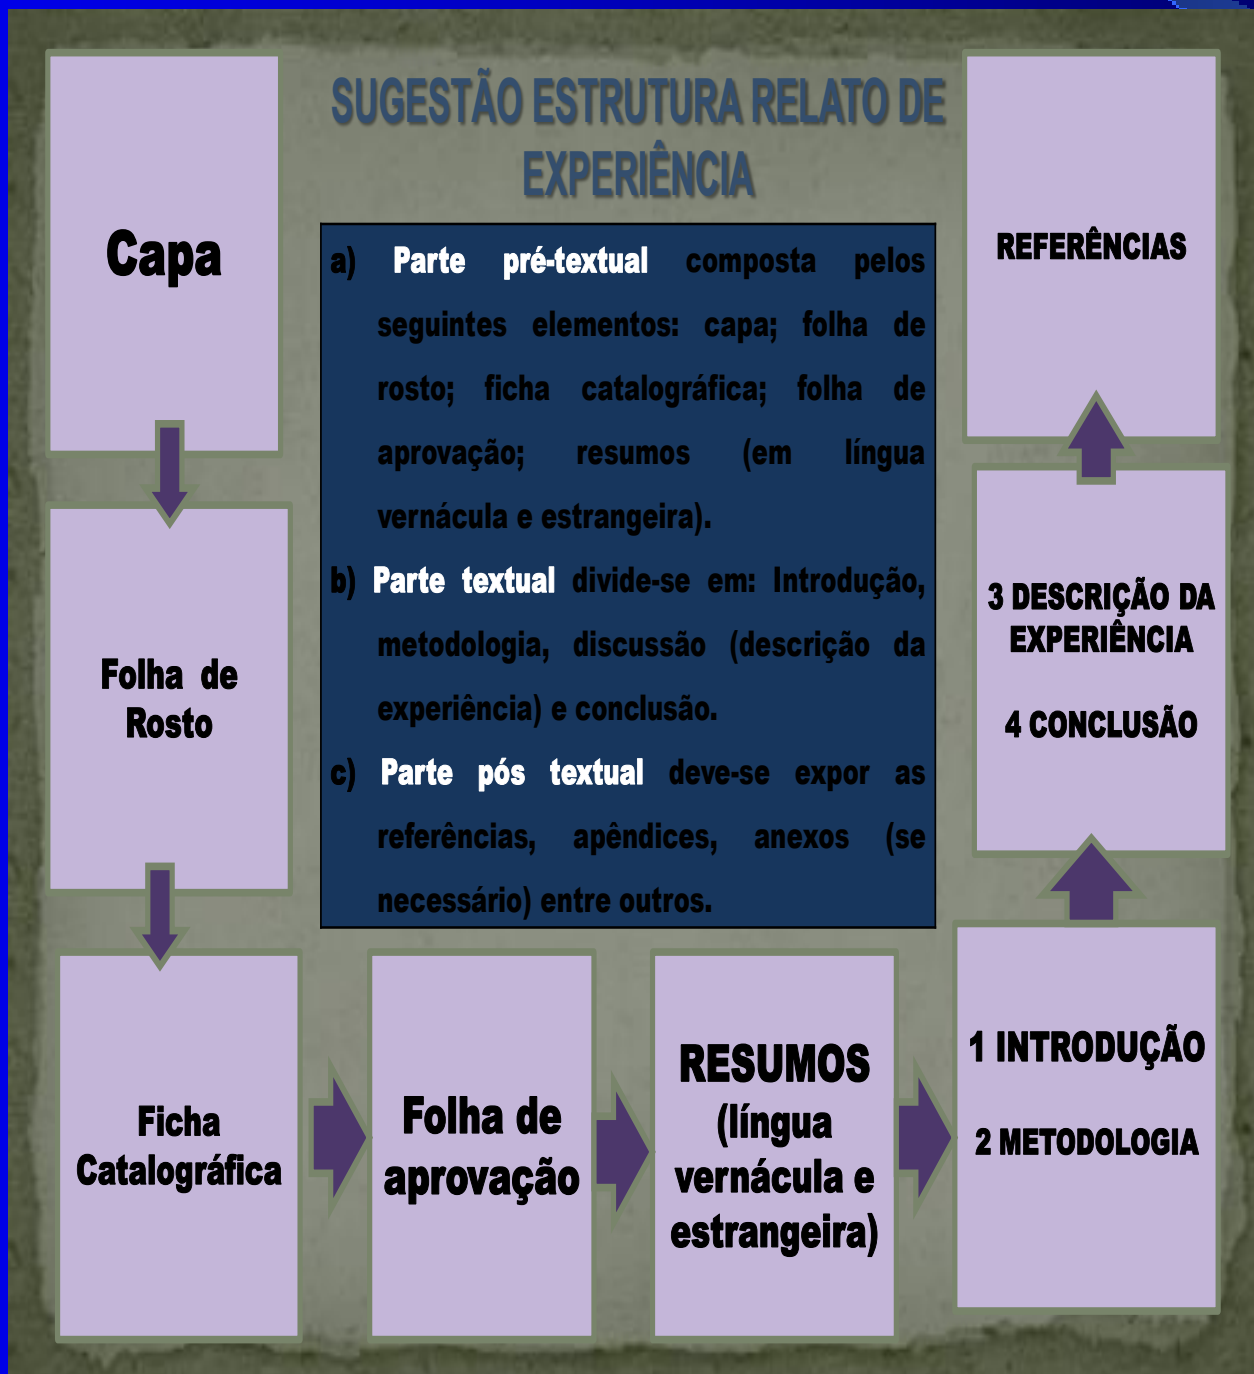 SUGESTÃO ESTRUTURA RELATO DE
EXPERIÊNCIA
Capa
Folha de
Rosto
Ficha
Catalográfica
Folha de
aprovação
RESUMOS
(língua
vernácula e
estrangeira)
1 INTRODUÇÃO
2 METODOLOGIA
3 DESCRIÇÃO DA
EXPERIÊNCIA
4 CONCLUSÃO
REFERÊNCIAS
a) Parte pré-textual composta pelos
seguintes elementos: capa; folha de
rosto; ficha catalográfica; folha de
aprovação; resumos (em língua
vernácula e estrangeira).
b) Parte textual divide-se em: Introdução,
metodologia, discussão (descrição da
experiência) e conclusão.
c) Parte pós textual deve-se expor as
referências, apêndices, anexos (se
necessário) entre outros.